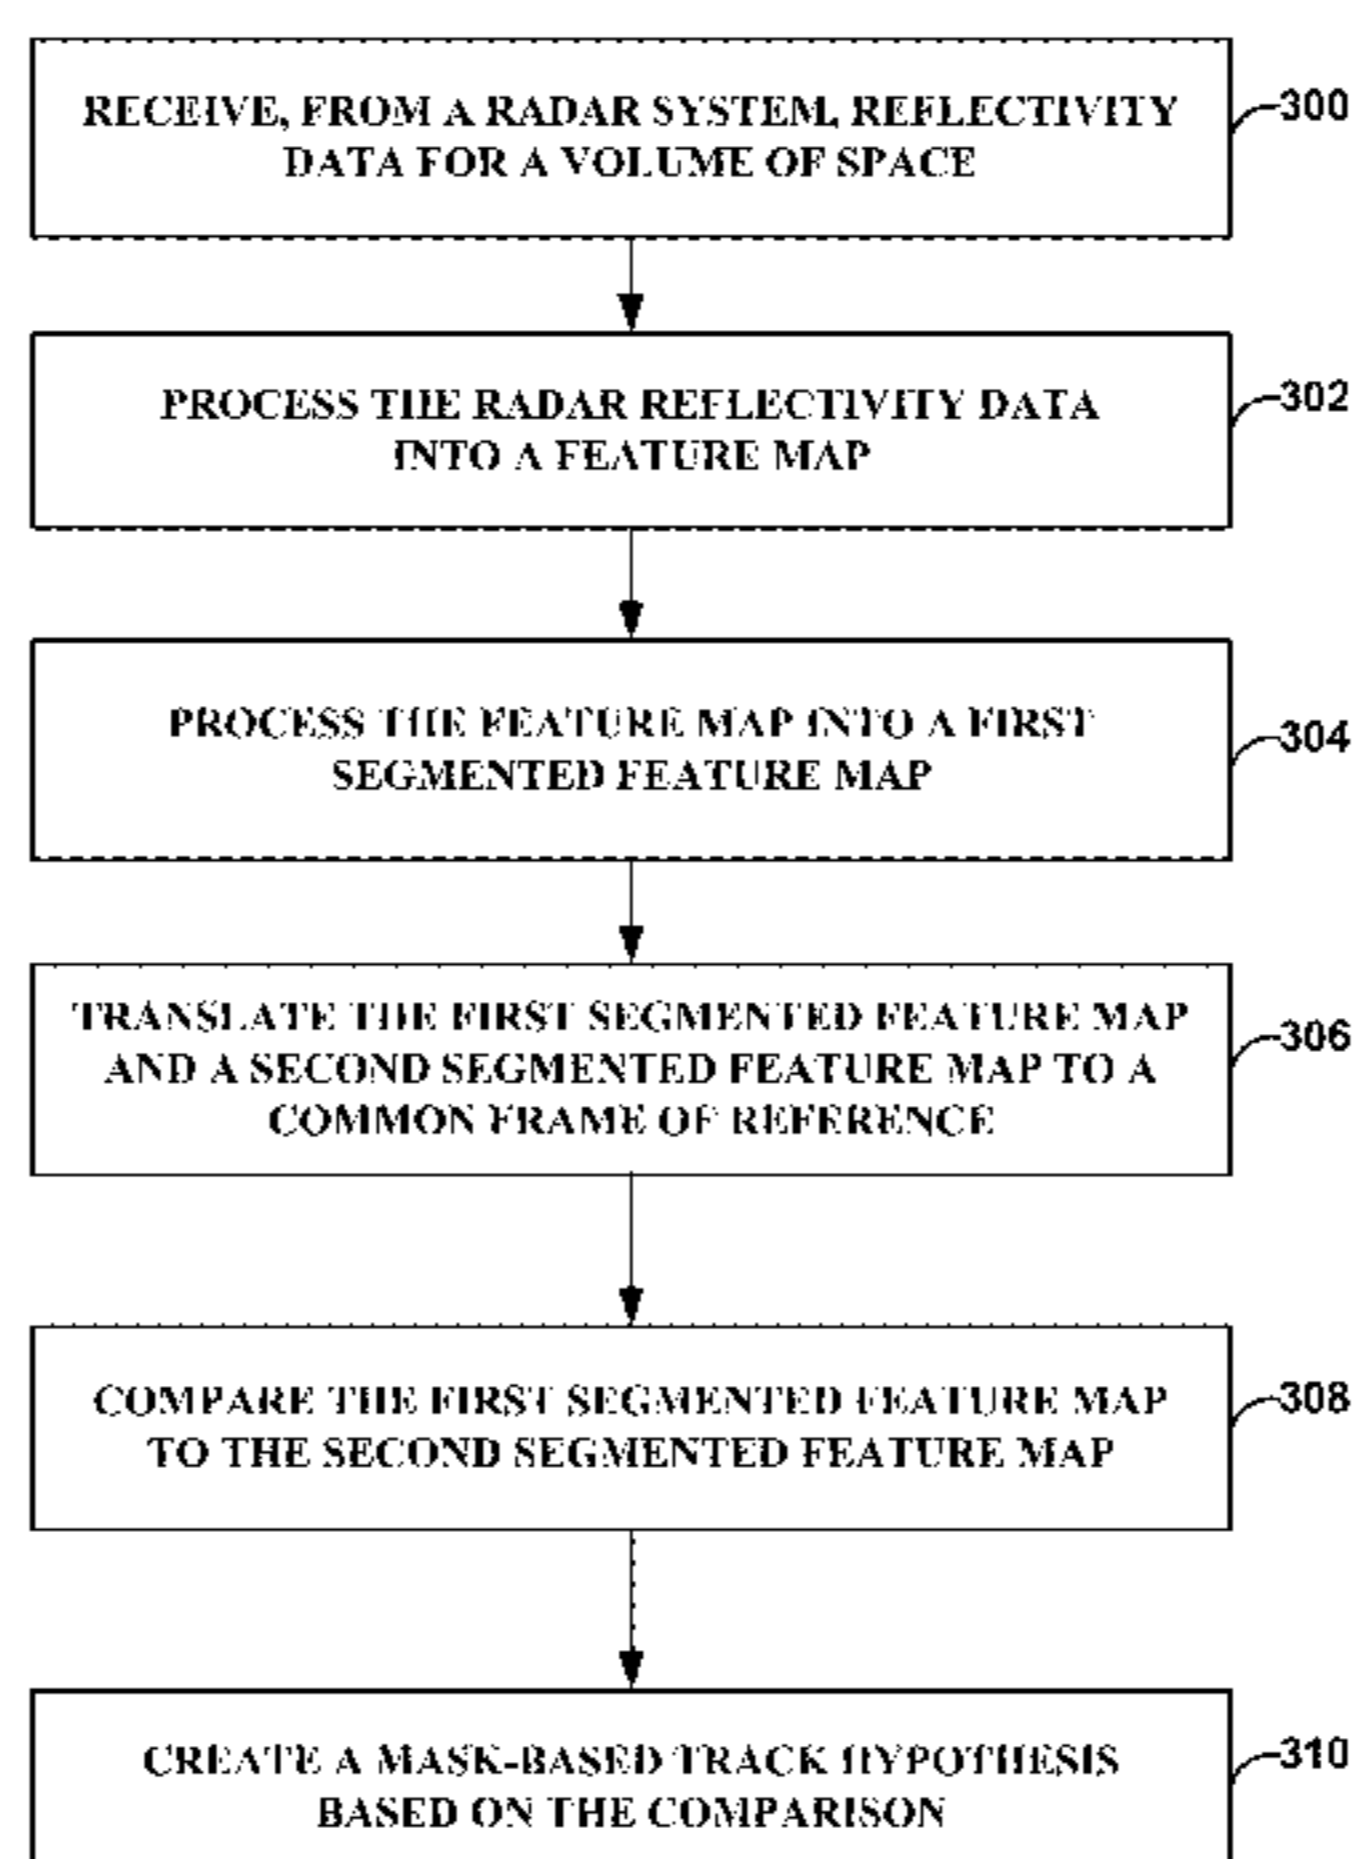 RECEIVE, FROM A RADAR SYSTEM, REFLECTIVITY
DATA FOR A VOLUME OF SPACE
300
PROCESS THE RADAR REFLECTIVITY DATA
INTO A FEATURE MAP
302
PROCESS THE FEATURE MAP INTO A FIRST
SEGMENTED FEATURE MAP
304
TRANSLATE THE FIRST SEGMENTED FEATURE MAP
AND A SECOND SEGMENTED FEATURE MAP TO A
COMMON FRAME OF REFERENCE
306
COMPARE THE FIRST SEGMENTED FEATURE MAP
TO THE SECOND SEGMENTED FEATURE MAP
308
CREATE A MASK-BASED TRACK HYPOTHESIS
BASED ON THE COMPARISON
310